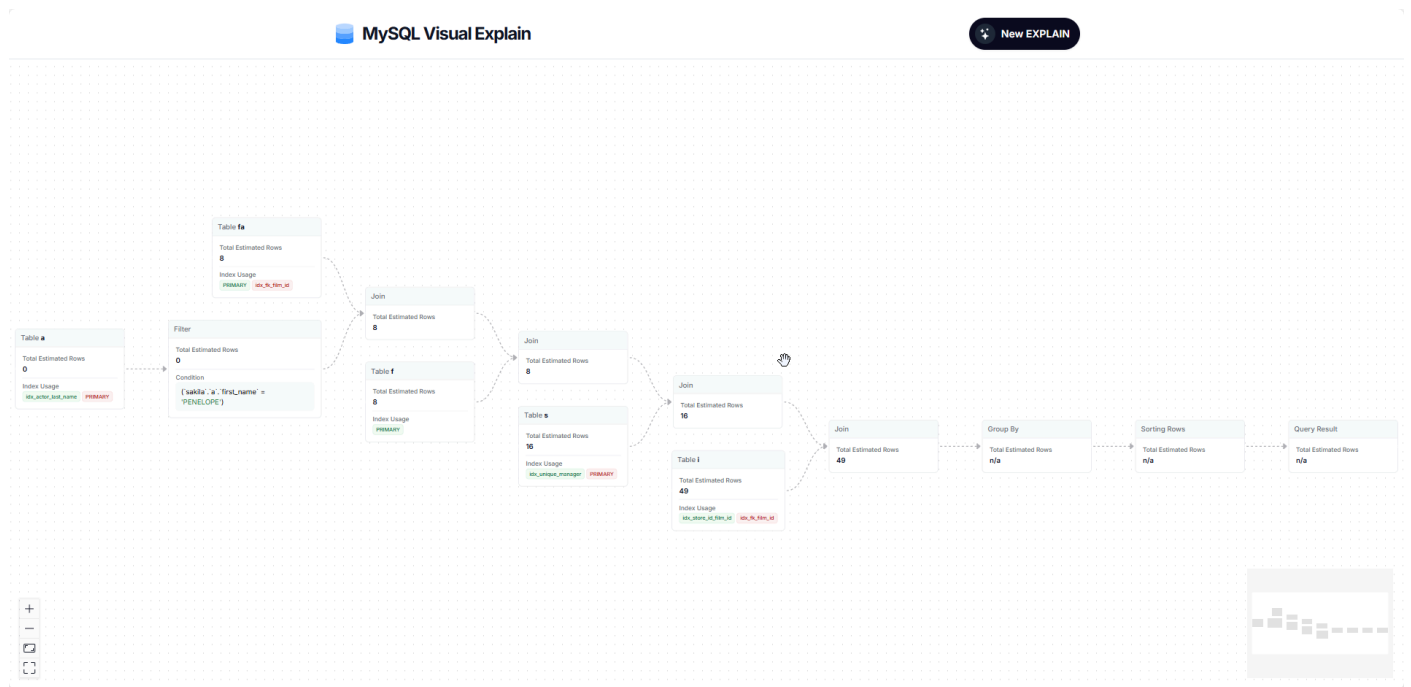 MySQL Visual Explain
New EXPLAIN
Table fa
Total Estimated Rows
8
Index Usage
PRIMARY idx_fk_film_id
Table a
Total Estimated Rows
0
Index Usage
idx_actor_last_name PRIMARY
Filter
Total Estimated Rows
0
Condition
(`sakila`.`a`.`first_name` =
'PENELOPE')
Join
Total Estimated Rows
8
Table f
Total Estimated Rows
8
Index Usage
PRIMARY
Join
Total Estimated Rows
8
Table s
Total Estimated Rows
16
Index Usage
idx_unique_manager PRIMARY
Join
Total Estimated Rows
16
Table i
Total Estimated Rows
49
Index Usage
idx_store_id_film_id idx_fk_film_id
Join
Total Estimated Rows
49
Group By
Total Estimated Rows
n/a
Sorting Rows
Total Estimated Rows
n/a
Query Result
Total Estimated Rows
n/a